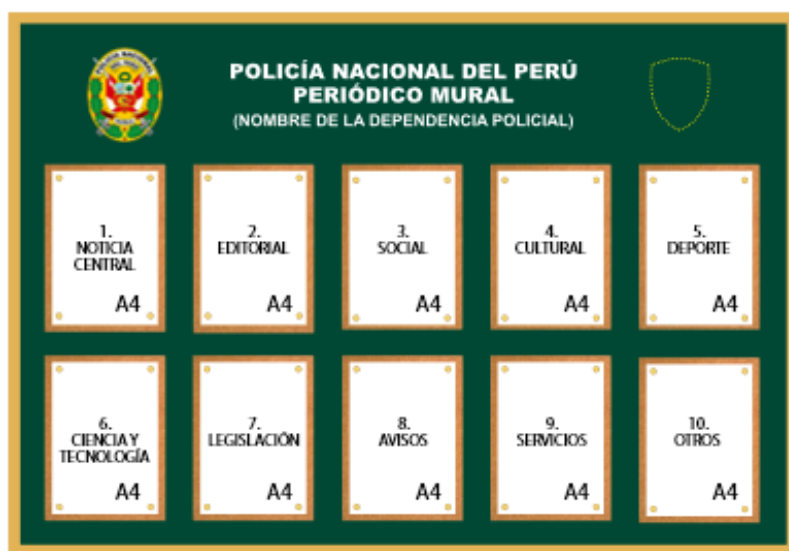 POLICÍA NACIONAL DEL PERÚ
PERIÓDICO MURAL
(NOMBRE DE LA DEPENDENCIA POLICIAL)
1.
NOTICIA
CENTRAL
A4
2.
EDITORIAL
A4
3.
SOCIAL
A4
4.
CULTURAL
A4
5.
DEPORTE
A4
6.
CIENCIA Y
TECNOLOGÍA
A4
7.
LEGISLACIÓN
A4
8.
AVISOS
A4
9.
SERVICIOS
A4
10.
OTROS
A4